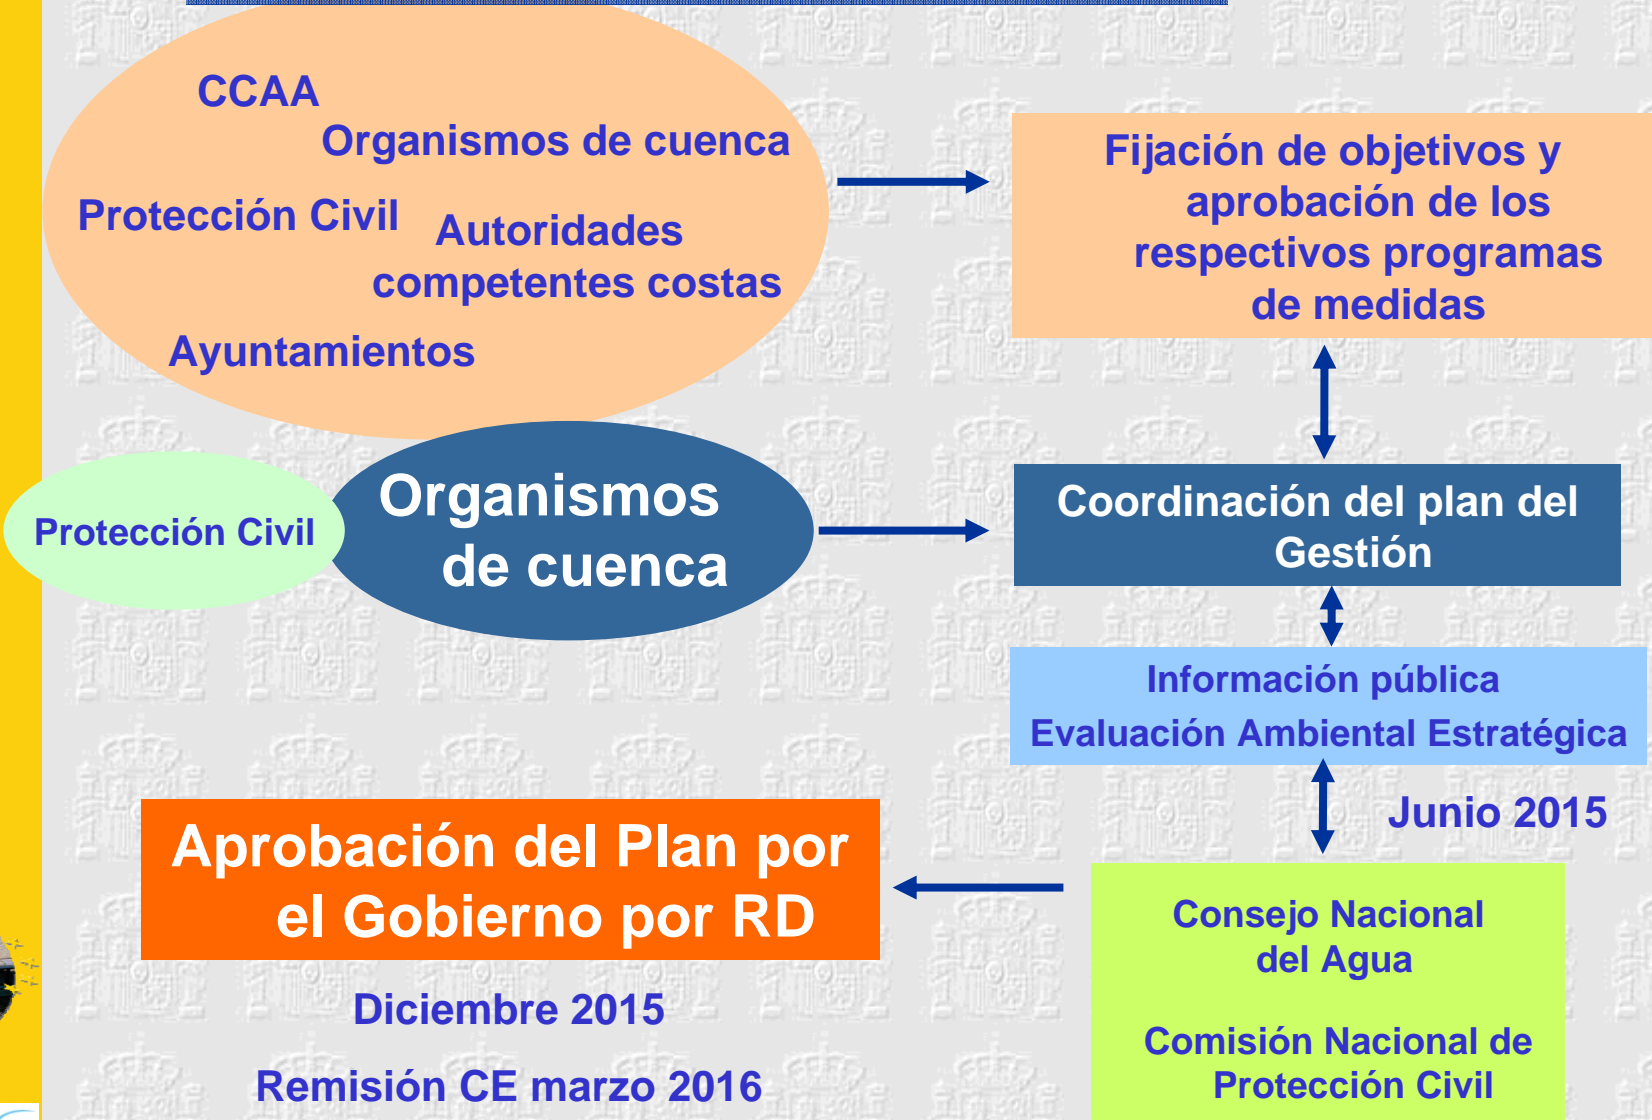 CCAA
Organismos de cuenca
Protección Civil
Autoridades
competentes costas
Ayuntamientos
Fijación de objetivos y
aprobación de los
respectivos programas
de medidas
Protección Civil
Organismos
de cuenca
Coordinación del plan del
Gestión
Información pública
Evaluación Ambiental Estratégica
Junio 2015
Consejo Nacional
del Agua
Comisión Nacional de
Protección Civil
Aprobación del Plan por
el Gobierno por RD
Diciembre 2015
Remisión CE marzo 2016